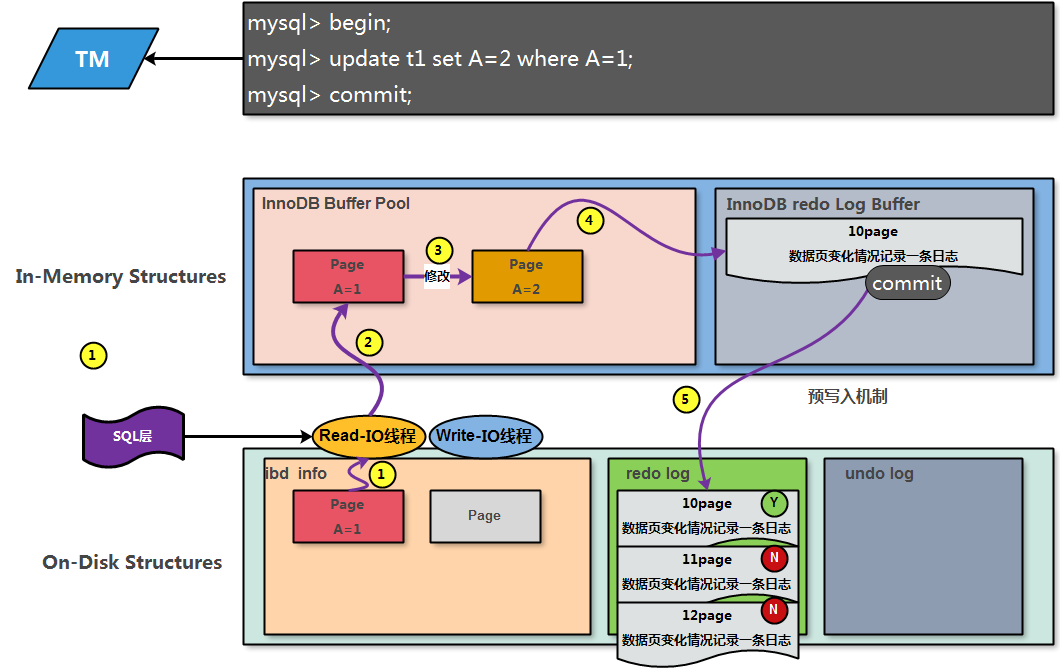 TM
mysql> begin;
mysql> update t1 set A=2 where A=1;
mysql> commit;
In-Memory Structures
InnoDB Buffer Pool
Page
A=1
3
修改
Page
A=2
4
InnoDB redo Log Buffer
10page
数据页变化情况记录一条日志
commit
2
1
5
预写入机制
SQL层
Read-IO线程
Write-IO线程
On-Disk Structures
ibd info
1
Page
A=1
Page
redo log
10page
Y
数据页变化情况记录一条日志
11page
N
数据页变化情况记录一条日志
12page
N
数据页变化情况记录一条日志
undo log